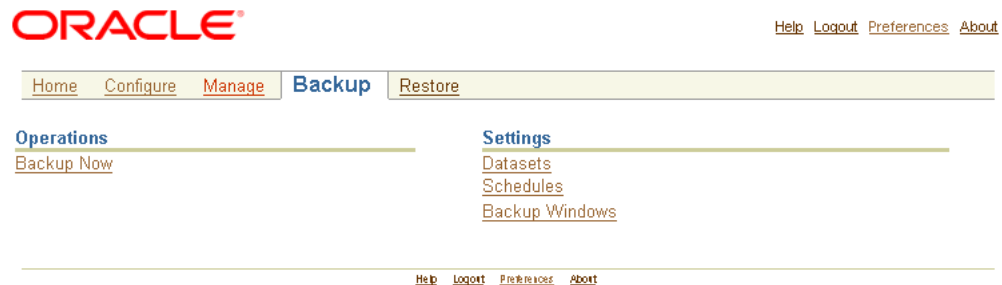 ORACLE
Help Logout Preferences About
Home Configure Manage Backup Restore
Operations
Backup Now
Settings
Datasets
Schedules
Backup Windows
Help Logout Preferences About